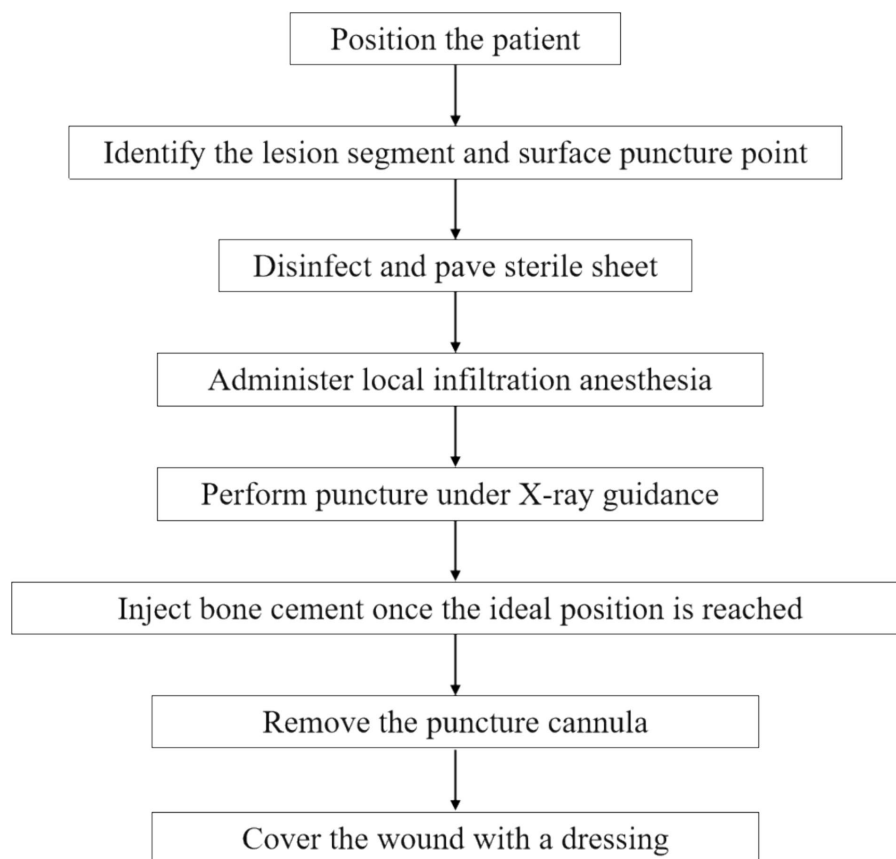 Position the patient
Identify the lesion segment and surface puncture point
Disinfect and pave sterile sheet
Administer local infiltration anesthesia
Perform puncture under X-ray guidance
Inject bone cement once the ideal position is reached
Remove the puncture cannula
Cover the wound with a dressing